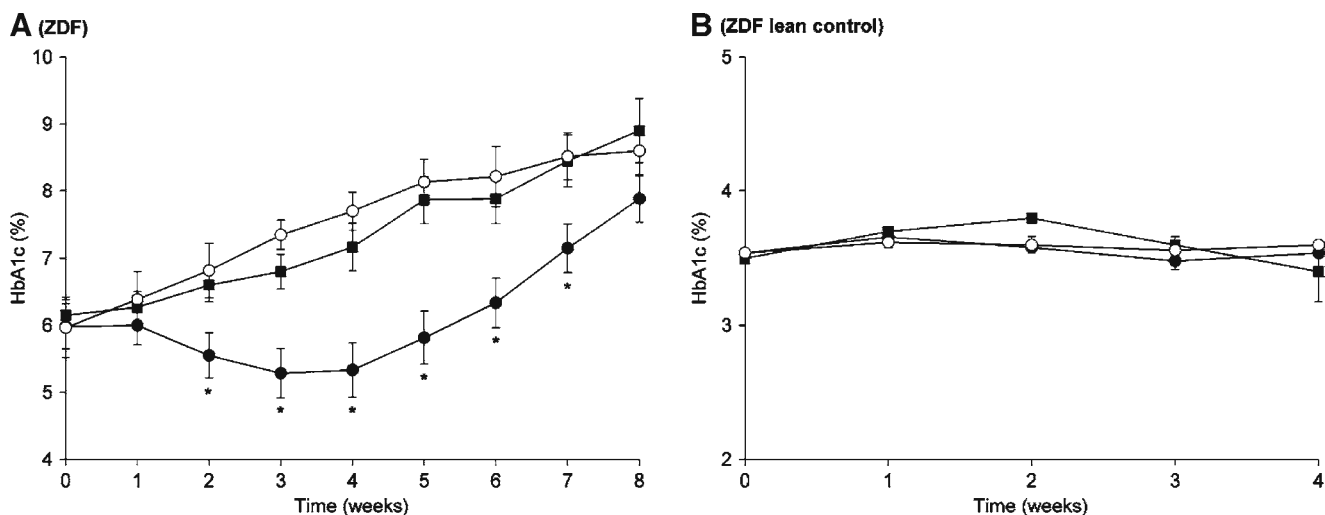 A (ZDF)
10
9
8
7
6
5
4
HbA1c (%)
* * * * * *
0 1 2 3 4 5 6 7 8
Time (weeks)
B (ZDF lean control)
5
4
3
2
HbA1c (%)
0 1 2 3 4
Time (weeks)